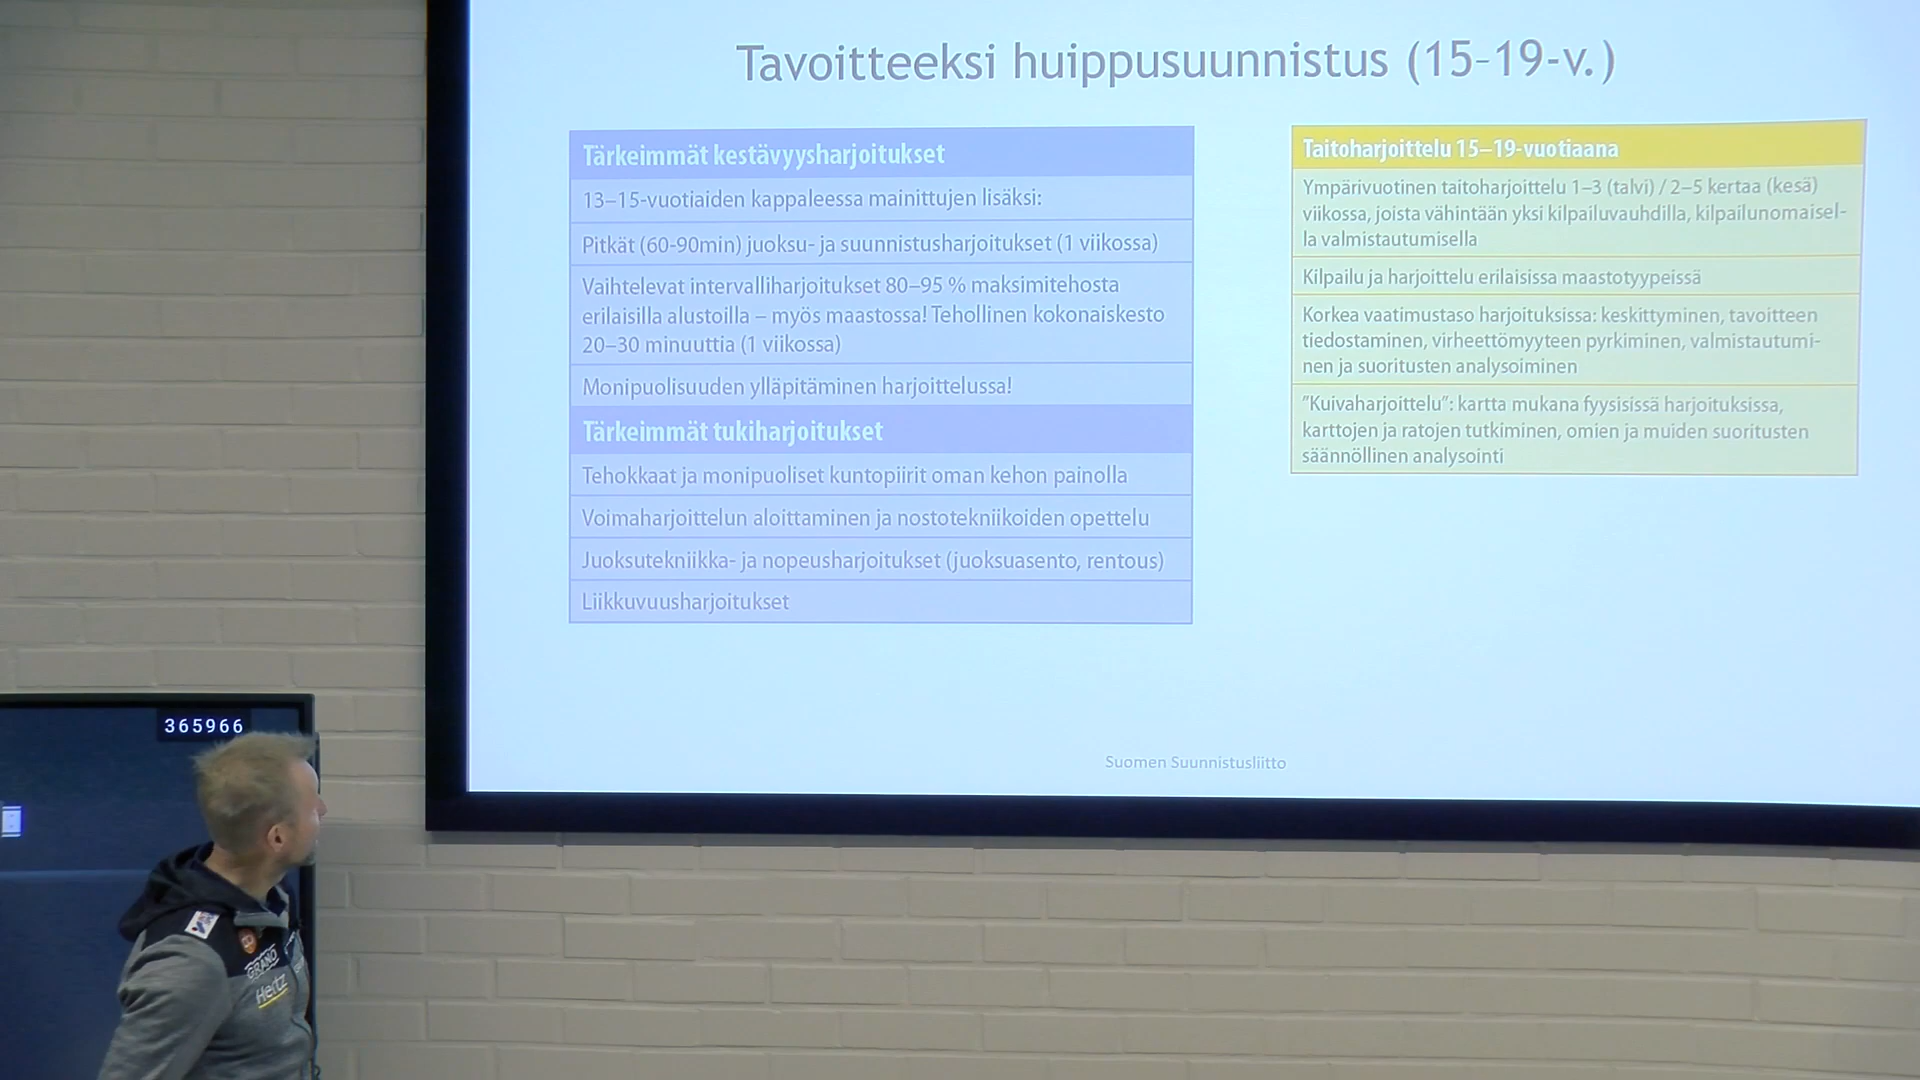 Tavoitteeksi huippusuunnistus (15–19-v.)
Tärkeimmät kestävyysharjoitukset
13–15-vuotiaiden kappaleessa mainittujen lisäksi:
Pitkät (60-90min) juoksu- ja suunnistusharjoitukset (1 viikossa)
Vaihtelevat intervalliharjoitukset 80–95 % maksimitehosta
erilaisilla alustoilla – myös maastossa! Tehollinen kokonaiskesto
20–30 minuuttia (1 viikossa)
Monipuolisuuden ylläpitäminen harjoittelussa!
Tärkeimmät tukiharjoitukset
Tehokkaat ja monipuoliset kuntopiirit oman kehon painolla
Voimaharjoittelun aloittaminen ja nostotekniikoiden opettelu
Juoksutekniikka- ja nopeusharjoitukset (juoksuasento, rentous)
Liikkuvuusharjoitukset
Taitoharjoittelu 15–19-vuotiaana
Ympärivuotinen taitoharjoittelu 1–3 (talvi) / 2–5 kertaa (kesä)
viikossa, joista vähintään yksi kilpailuvauhdilla, kilpailunomaisel-
la valmistautumisella
Kilpailu ja harjoittelu erilaisissa maastotyypeissä
Korkea vaatimustaso harjoituksissa: keskittyminen, tavoitteen
tiedostaminen, virheettömyyteen pyrkiminen, valmistautumi-
nen ja suoritusten analysoiminen
”Kuivaharjoittelu”: kartta mukana fyysisissä harjoituksissa,
karttojen ja ratojen tutkiminen, omien ja muiden suoritusten
säännöllinen analysointi
Suomen Suunnistusliitto
365966
GRANO
Hertz